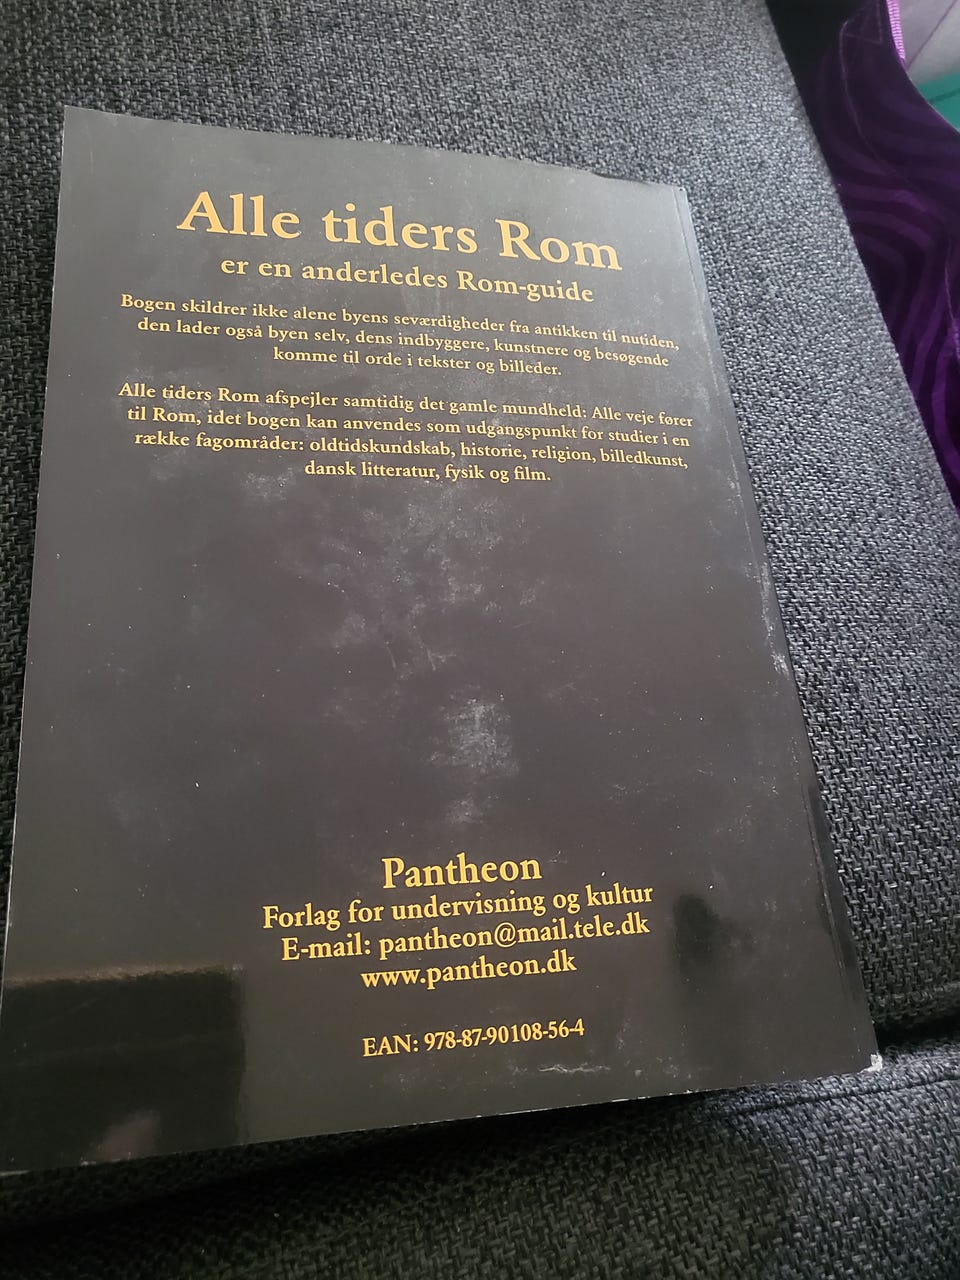 Alle tiders Rom
er en anderledes Rom-guide
Bogen skildrer ikke alene byens seværdigheder fra antikken til nutiden,
den lader også byen selv, dens indbyggere, kunstnere og besøgende
komme til orde i tekster og billeder.
Alle tiders Rom afspejler samtidig det gamle mundheld: Alle veje fører
til Rom, idet bogen kan anvendes som udgangspunkt for studier i en
række fagområder: oldtidskundskab, historie, religion, billedkunst,
dansk litteratur, fysik og film.
Pantheon
Forlag for undervisning og kultur
E-mail: pantheon@mail.tele.dk
www.pantheon.dk
EAN: 978-87-90108-56-4